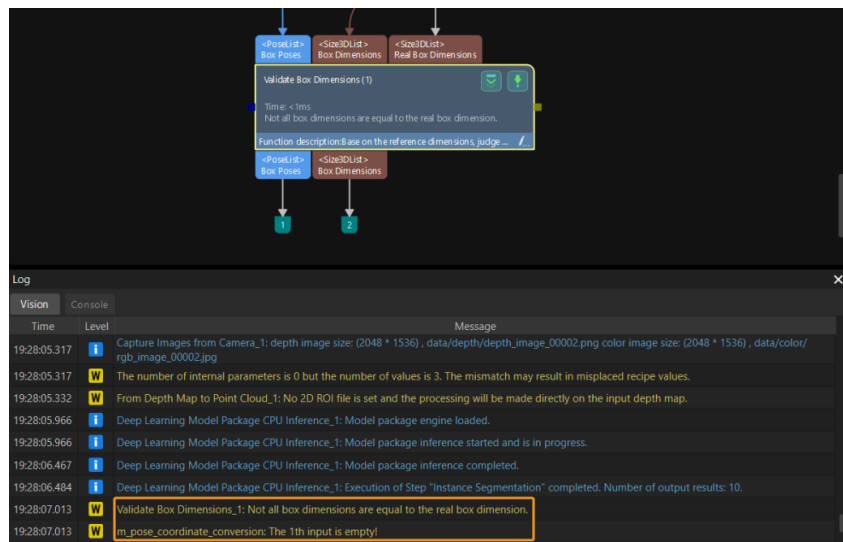 <PoseList> <Size3DList> <Size3DList>
Box Poses Box Dimensions Real Box Dimensions
Validate Box Dimensions (1)
Time: < 1ms
Not all box dimensions are equal to the real box dimension.
Function description:Base on the reference dimensions, judge ...
<PoseList> <Size3DList>
Box Poses Box Dimensions
1 2
Log
Vision Console
Time Level Message
19:28:05.317 i Capture Images from Camera_1: depth image size: (2048 * 1536) , data/depth/depth_image_00002.png color image size: (2048 * 1536) , data/color/
rgb_image_00002.jpg
19:28:05.317 W The number of internal parameters is 0 but the number of values is 3. The mismatch may result in misplaced recipe values.
19:28:05.332 W From Depth Map to Point Cloud_1: No 2D ROI file is set and the processing will be made directly on the input depth map.
19:28:05.966 i Deep Learning Model Package CPU Inference_1: Model package engine loaded.
19:28:05.966 i Deep Learning Model Package CPU Inference_1: Model package inference started and is in progress.
19:28:06.467 i Deep Learning Model Package CPU Inference_1: Model package inference completed.
19:28:06.484 i Deep Learning Model Package CPU Inference_1: Execution of Step "Instance Segmentation" completed. Number of output results: 10.
19:28:07.013 W Validate Box Dimensions_1: Not all box dimensions are equal to the real box dimension.
19:28:07.013 W m_pose_coordinate_conversion: The 1th input is empty!